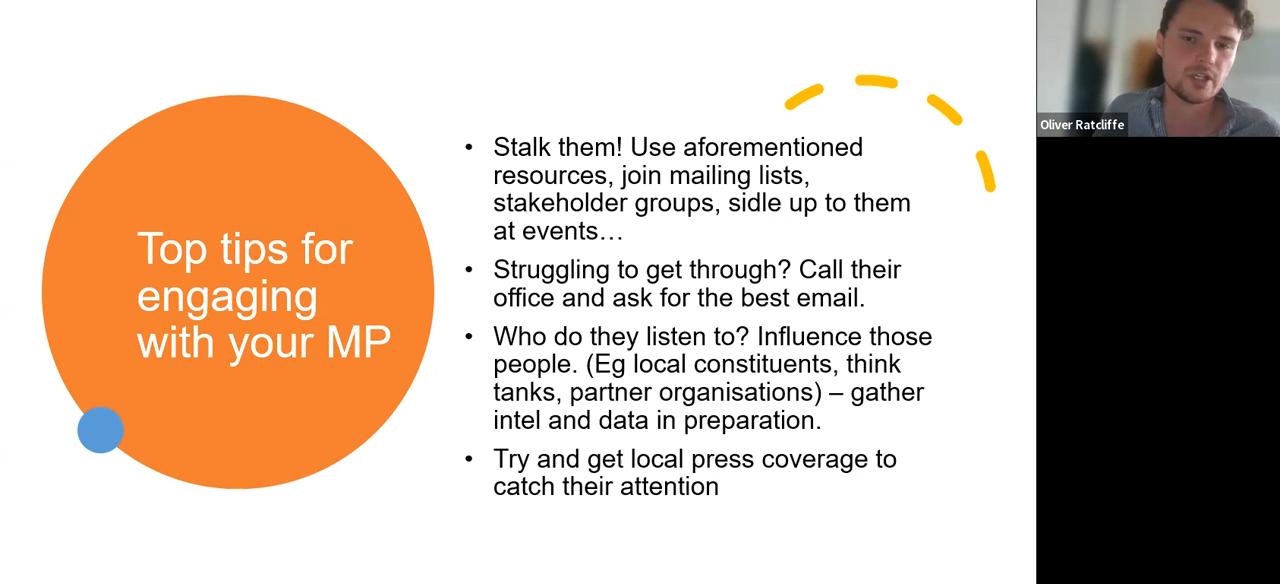 Top tips for
engaging
with your MP
• Stalk them! Use aforementioned
resources, join mailing lists,
stakeholder groups, sidle up to them
at events…
• Struggling to get through? Call their
office and ask for the best email.
• Who do they listen to? Influence those
people. (Eg local constituents, think
tanks, partner organisations) – gather
intel and data in preparation.
• Try and get local press coverage to
catch their attention
Oliver Ratcliffe